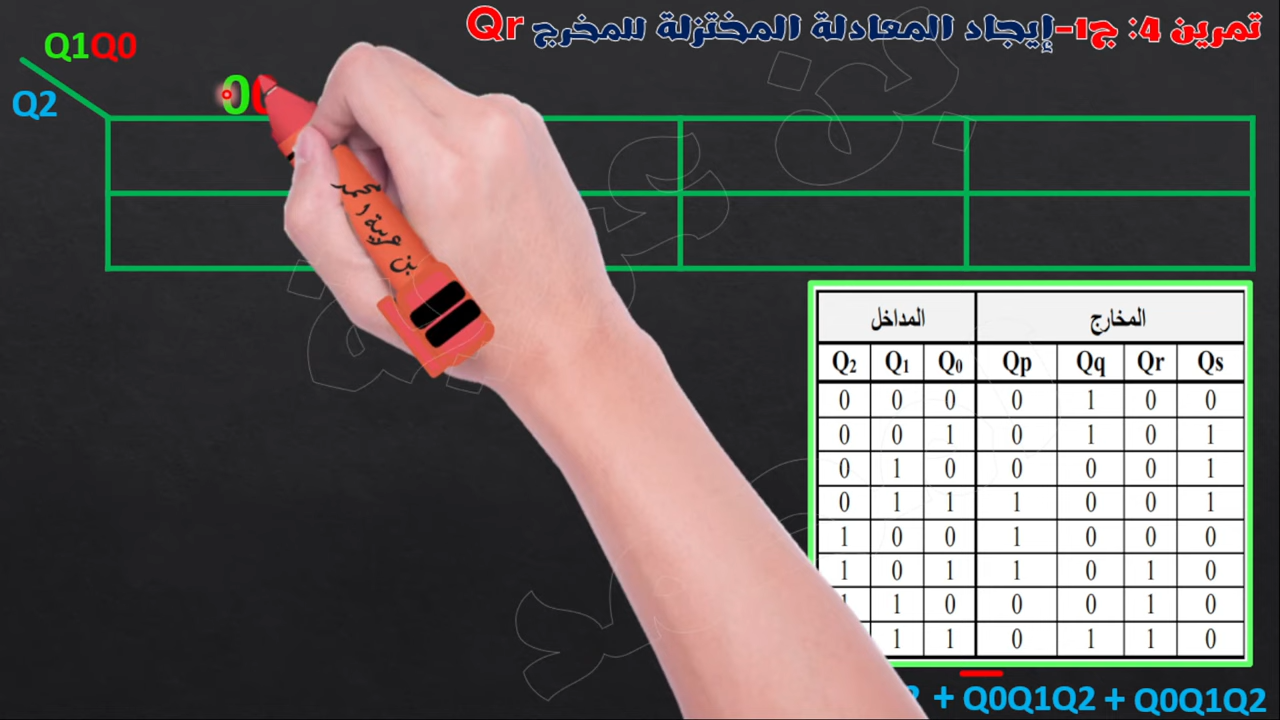 تمرين 4: ج1-إيجاد المعادلة المختزلة للمخرج Qr
Q1Q0
Q2
00
المداخل المخارج
Q2 Q1 Q0 Qp Qq Qr Qs
0 0 0 0 1 0 0
0 0 1 0 1 0 1
0 1 0 0 0 0 1
0 1 1 1 0 0 1
1 0 0 1 0 0 0
1 0 1 1 0 1 0
1 1 0 0 0 1 0
1 1 0 1 1 0
+ Q0Q1Q2 + Q0Q1Q2